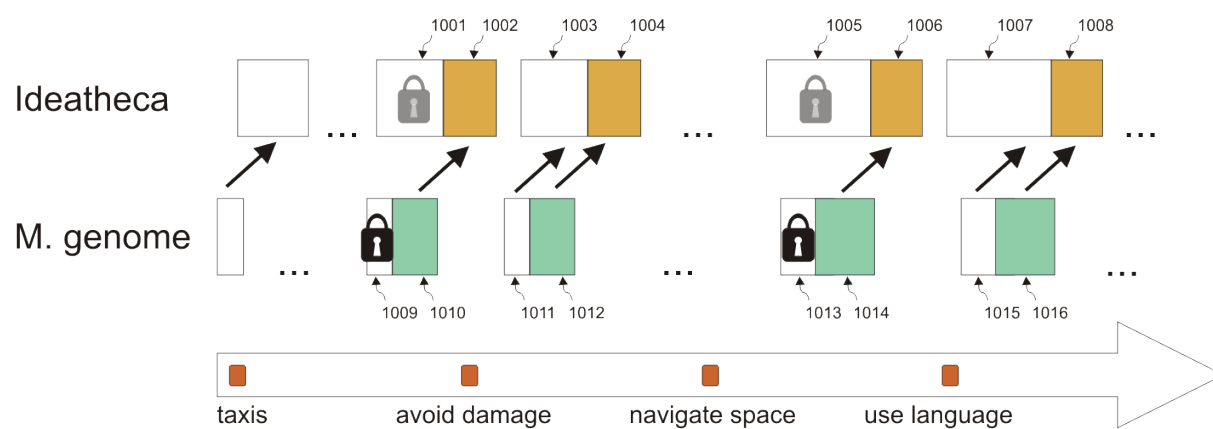 1001 1002 1003 1004 1005 1006 1007 1008
Ideatheca
... ... ...
M. genome
... ... ...
1009 1010 1011 1012 1013 1014 1015 1016
taxis avoid damage navigate space use language